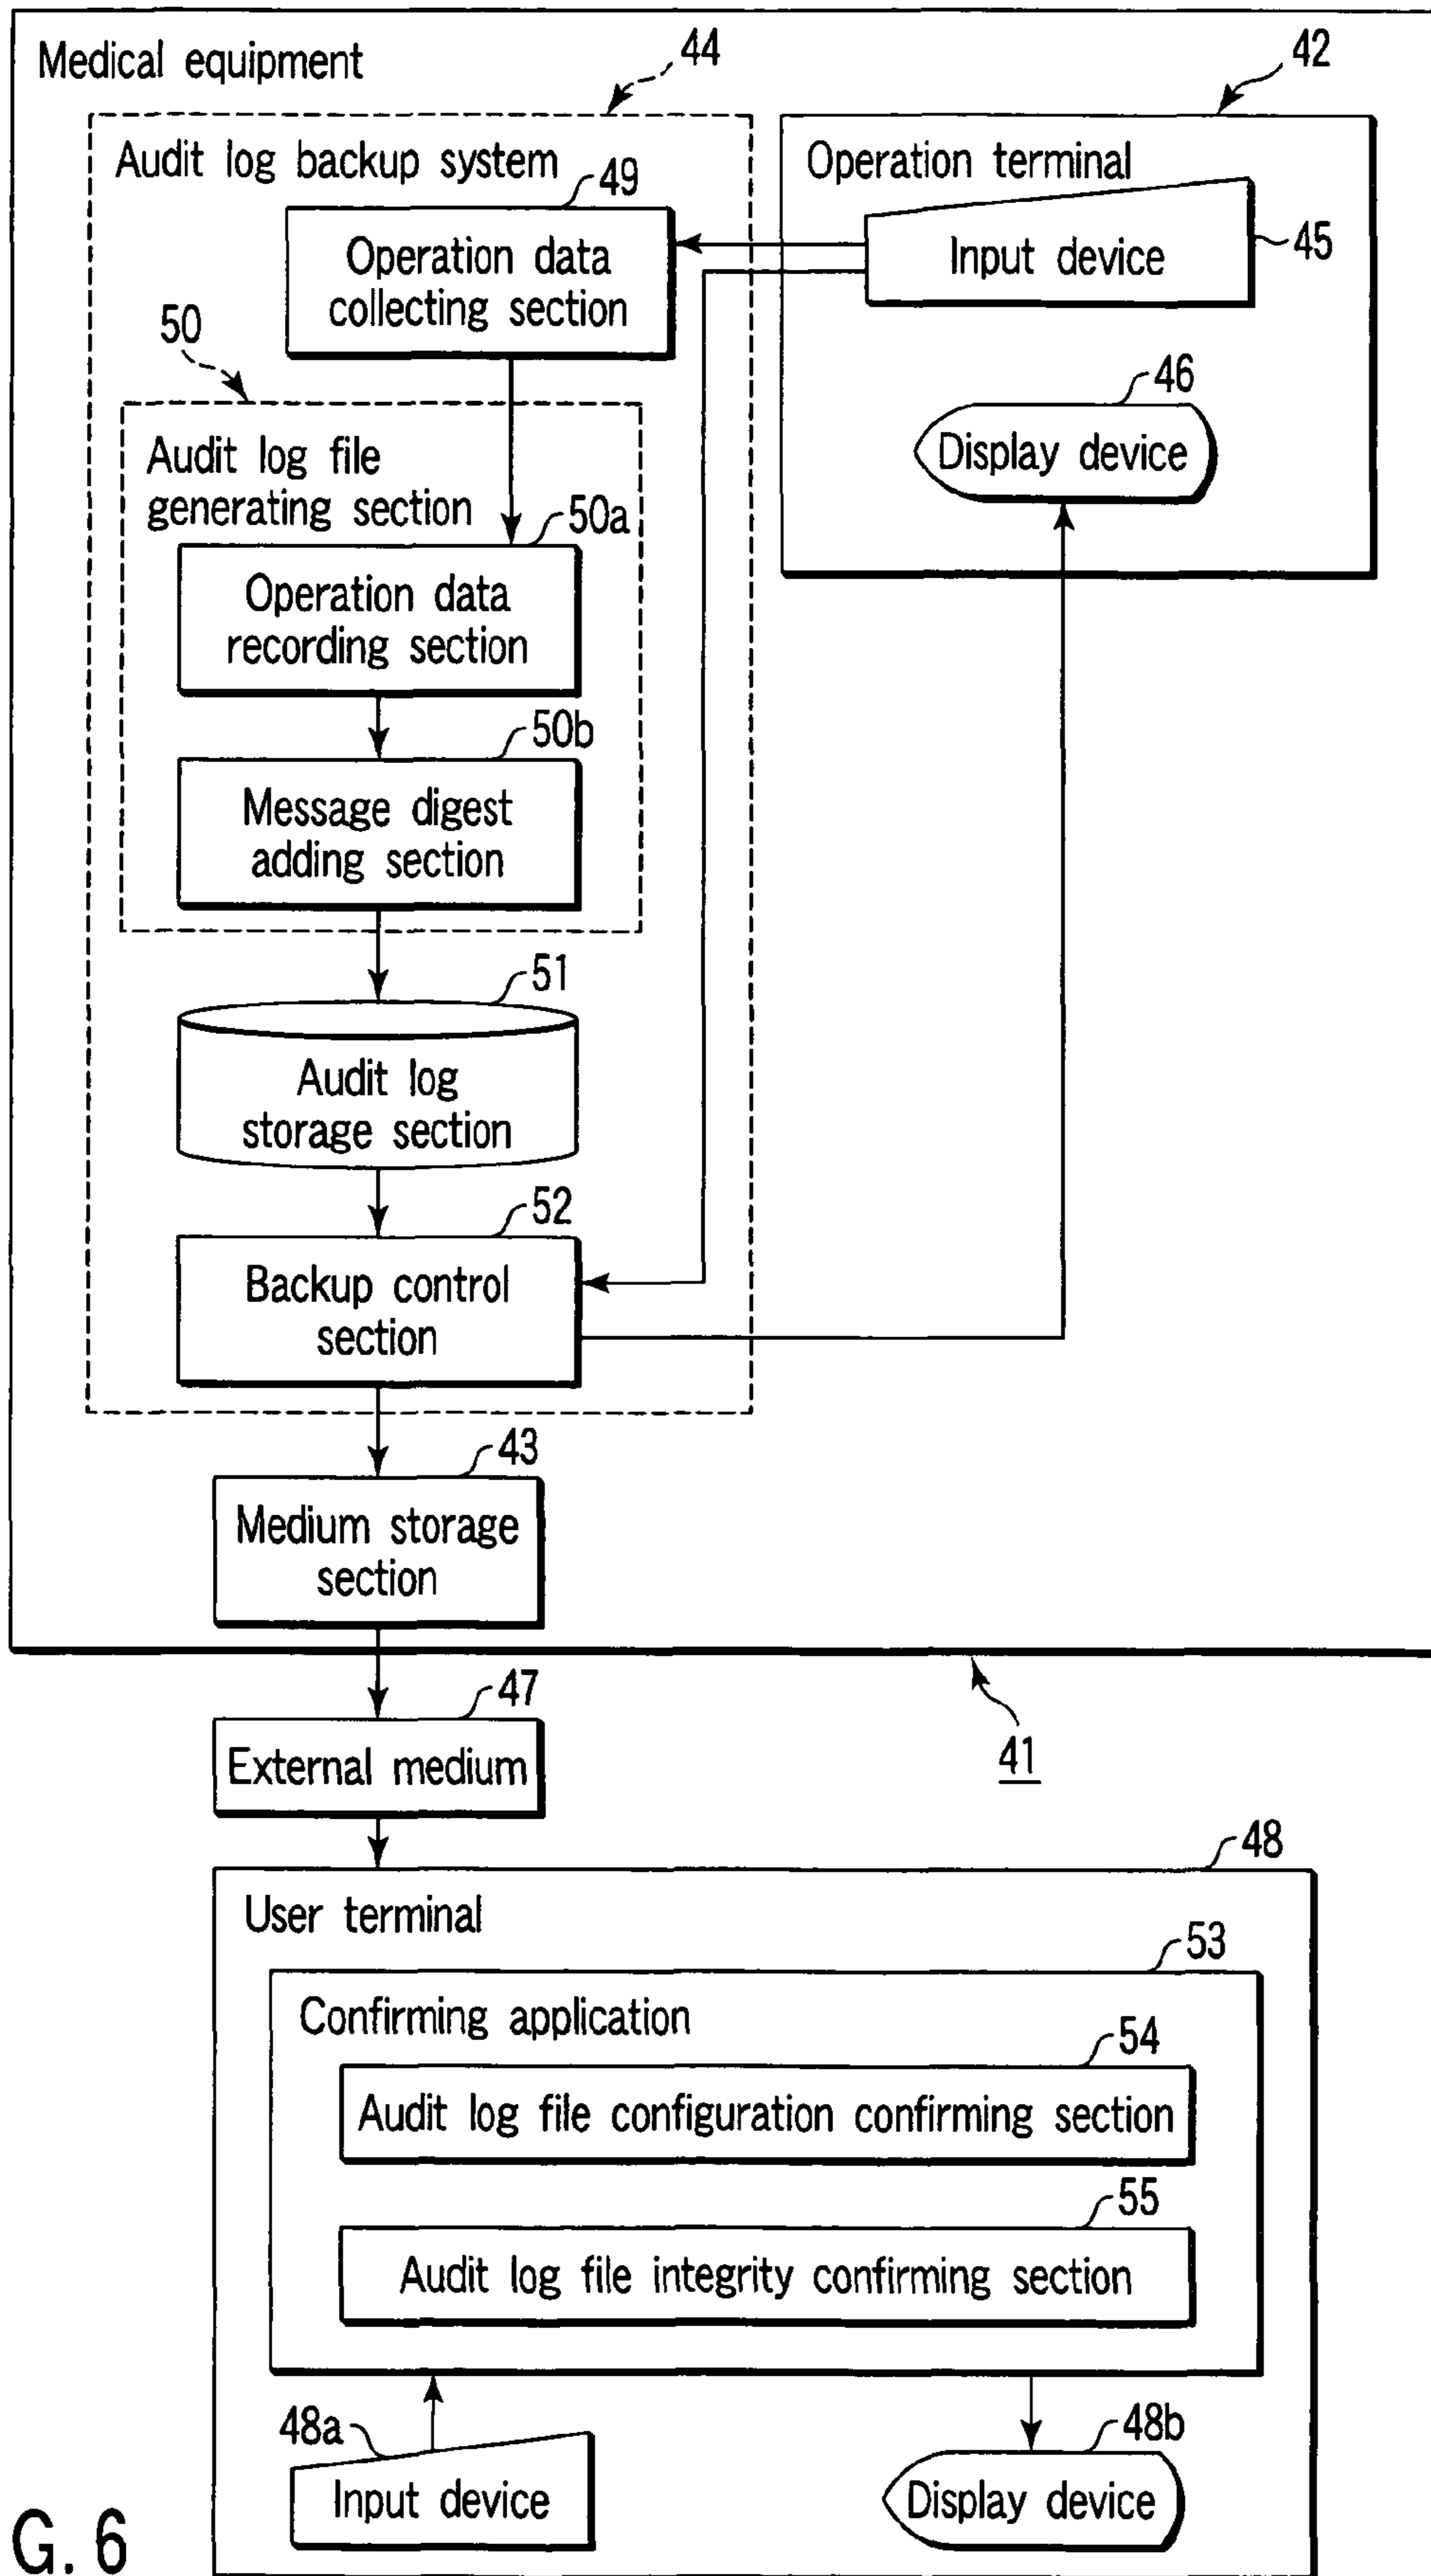 Medical equipment
44
42
Audit log backup system
Operation terminal
49
Operation data
collecting section
Input device
45
50
46
Display device
Audit log file
generating section
50a
Operation data
recording section
50b
Message digest
adding section
51
Audit log
storage section
52
Backup control
section
43
Medium storage
section
47
External medium
41
48
User terminal
53
Confirming application
54
Audit log file configuration confirming section
55
Audit log file integrity confirming section
48a
48b
Input device
Display device
G. 6